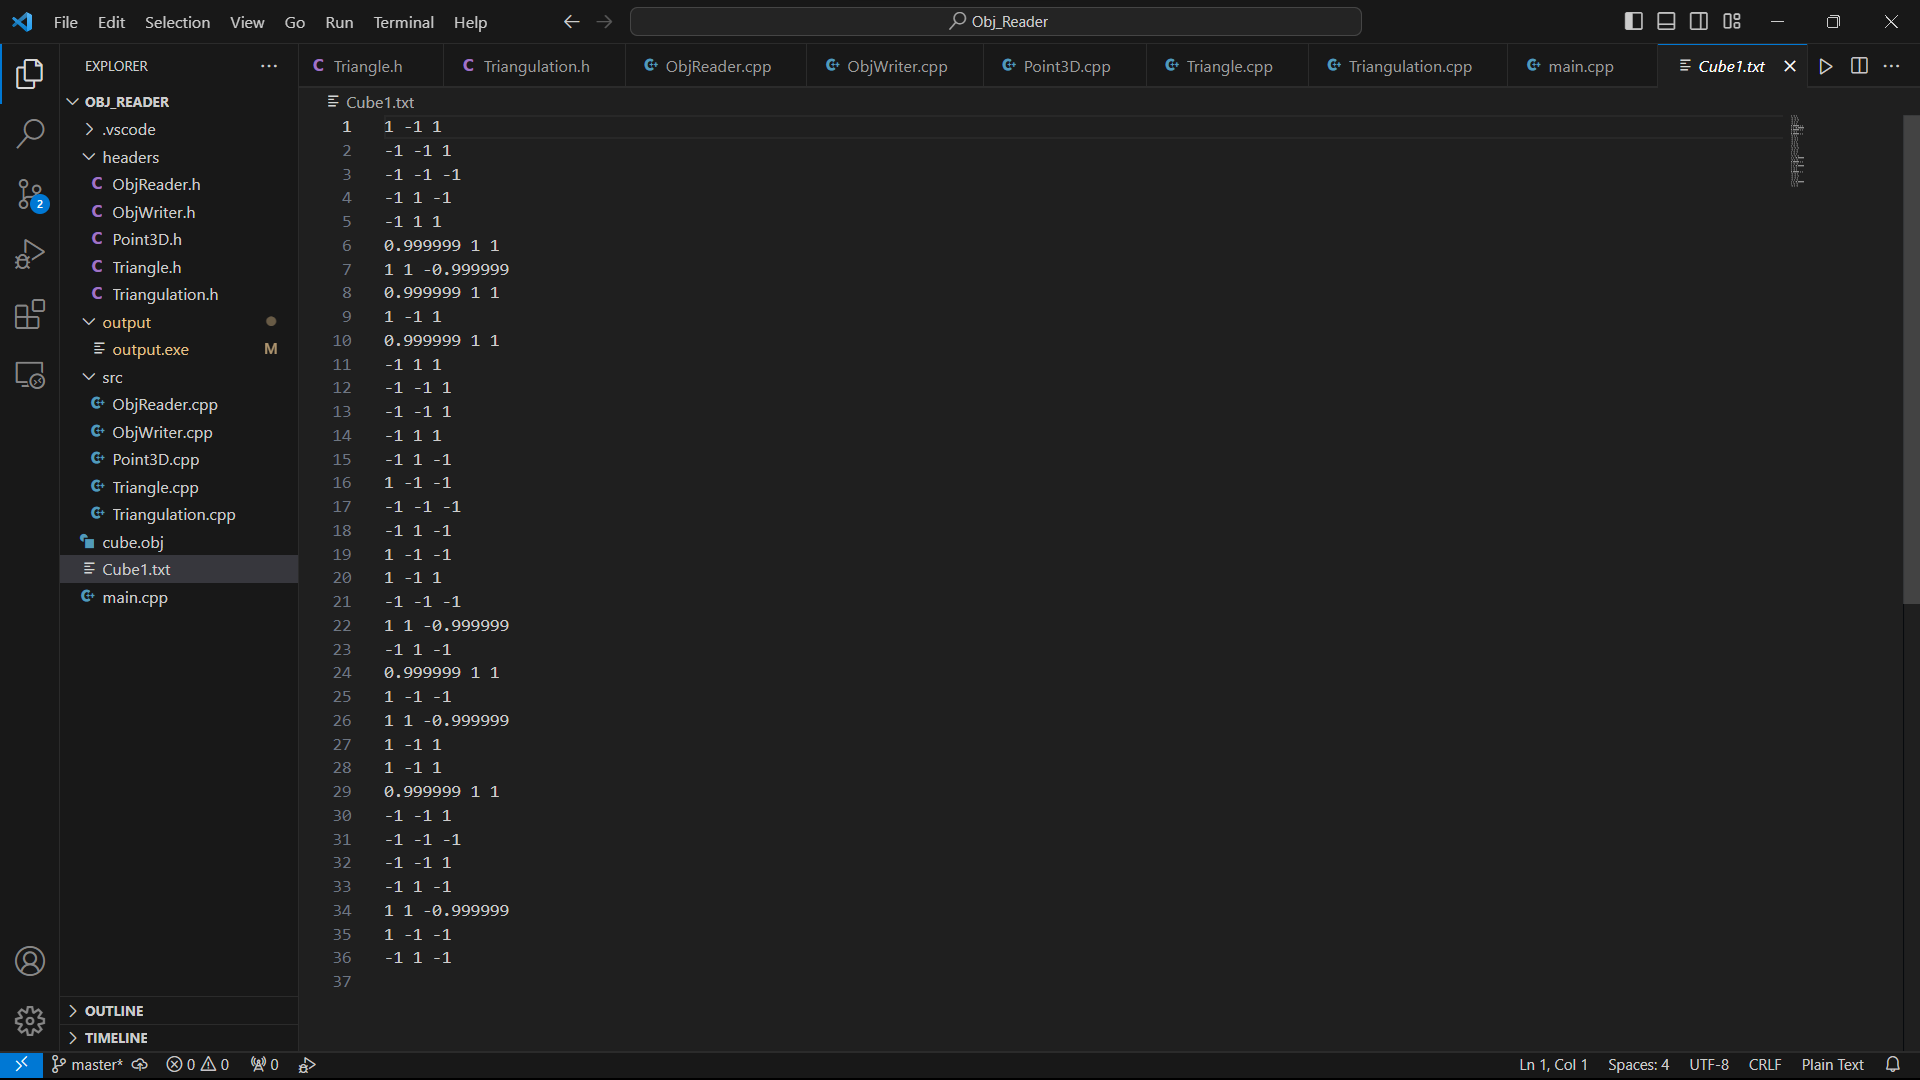 File Edit Selection View Go Run Terminal Help Obj_Reader
EXPLORER
OBJ_READER
.vscode
headers
ObjReader.h
ObjWriter.h
Point3D.h
Triangle.h
Triangulation.h
output
output.exe M
src
ObjReader.cpp
ObjWriter.cpp
Point3D.cpp
Triangle.cpp
Triangulation.cpp
cube.obj
Cube1.txt
main.cpp
OUTLINE
TIMELINE
2
Triangle.h Triangulation.h ObjReader.cpp ObjWriter.cpp Point3D.cpp Triangle.cpp Triangulation.cpp main.cpp Cube1.txt
Cube1.txt
1 1 -1 1
2 -1 -1 1
3 -1 -1 -1
4 -1 1 -1
5 -1 1 1
6 0.999999 1 1
7 1 1 -0.999999
8 0.999999 1 1
9 1 -1 1
10 0.999999 1 1
11 -1 1 1
12 -1 -1 1
13 -1 -1 1
14 -1 1 1
15 -1 1 -1
16 1 -1 -1
17 -1 -1 -1
18 -1 1 -1
19 1 -1 -1
20 1 -1 1
21 -1 -1 -1
22 1 1 -0.999999
23 -1 1 -1
24 0.999999 1 1
25 1 -1 -1
26 1 1 -0.999999
27 1 -1 1
28 1 -1 1
29 0.999999 1 1
30 -1 -1 1
31 -1 -1 -1
32 -1 -1 1
33 -1 1 -1
34 1 1 -0.999999
35 1 -1 -1
36 -1 1 -1
37
master* 0 0 0 Ln 1, Col 1 Spaces: 4 UTF-8 CRLF Plain Text